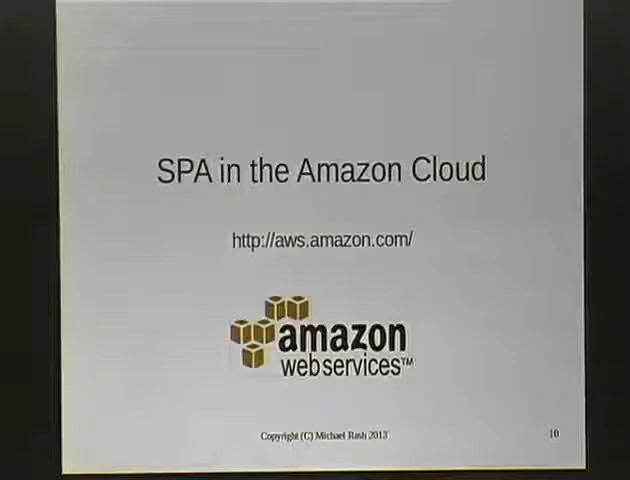 SPA in the Amazon Cloud
http://aws.amazon.com/
amazon
webservices™
Copyright (C) Michael Rash 2013
10